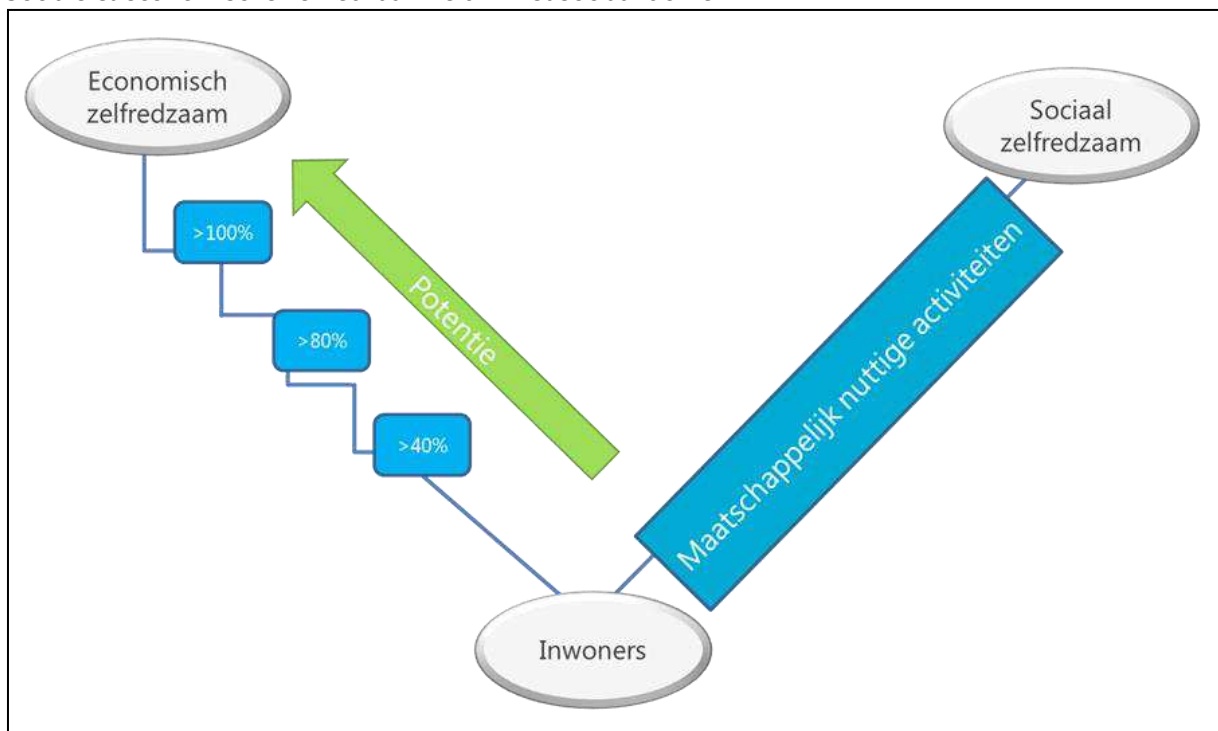 Economisch
zelfredzaam
Sociaal
zelfredzaam
>100%
Potentie
>80%
Maatschappelijk nuttige activiteiten
>40%
Inwoners